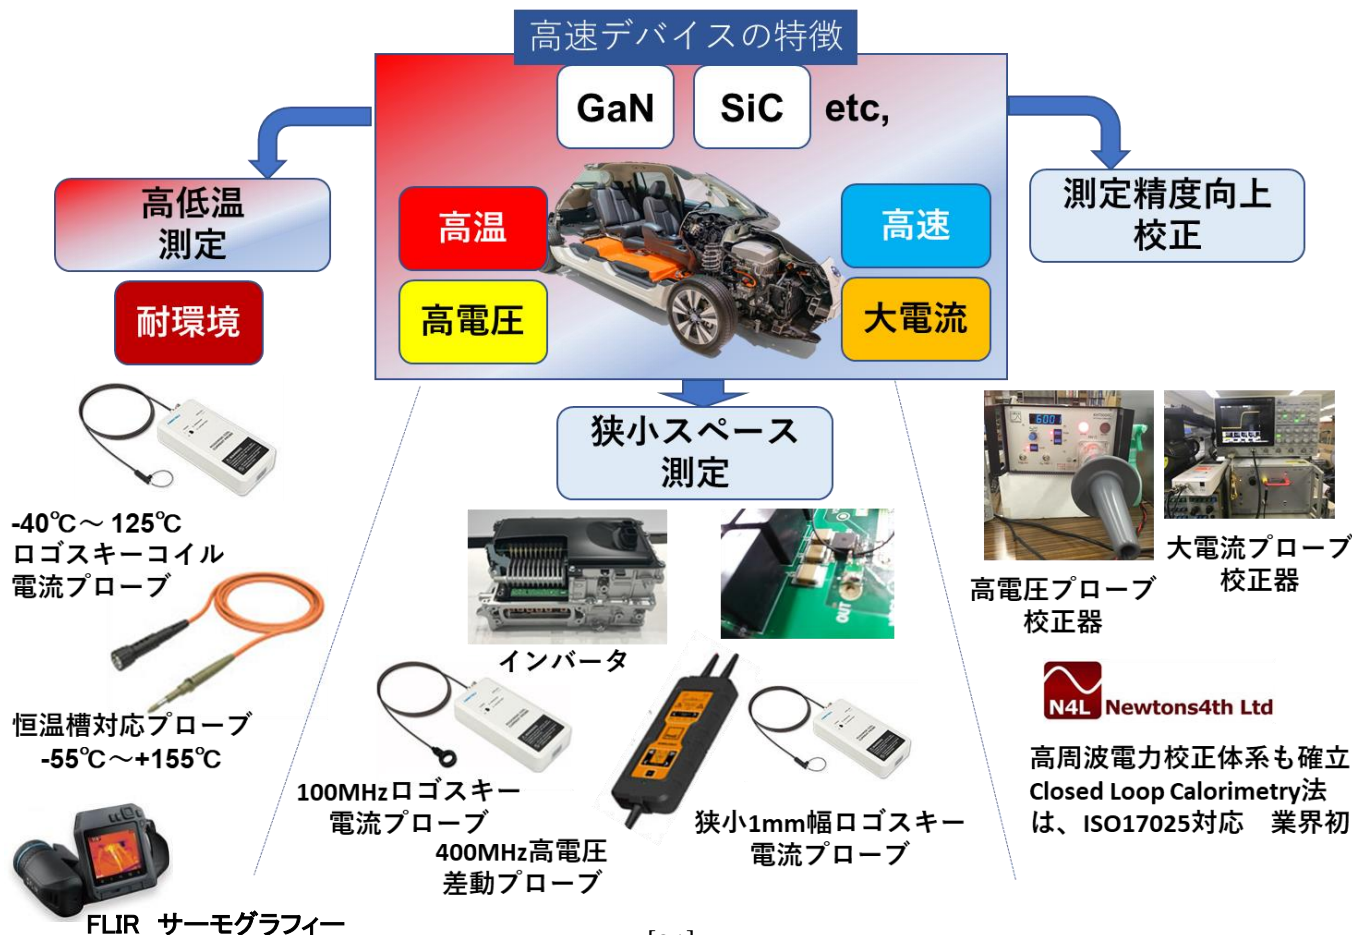 高速デバイスの特徴
GaN
SiC
etc,
高温
高速
高電圧
大電流
高低温
測定
耐環境
-40℃～ 125℃
ロゴスキーコイル
電流プローブ
恒温槽対応プローブ
-55℃～+155℃
FLIR サーモグラフィー
狭小スペース
測定
OUT
インバータ
100MHzロゴスキー
電流プローブ
400MHz高電圧
差動プローブ
狭小1mm幅ロゴスキー
電流プローブ
測定精度向上
校正
600
高電圧プローブ
校正器
大電流プローブ
校正器
N4L Newtons4th Ltd
高周波電力校正体系も確立
Closed Loop Calorimetry法
は、ISO17025対応　業界初